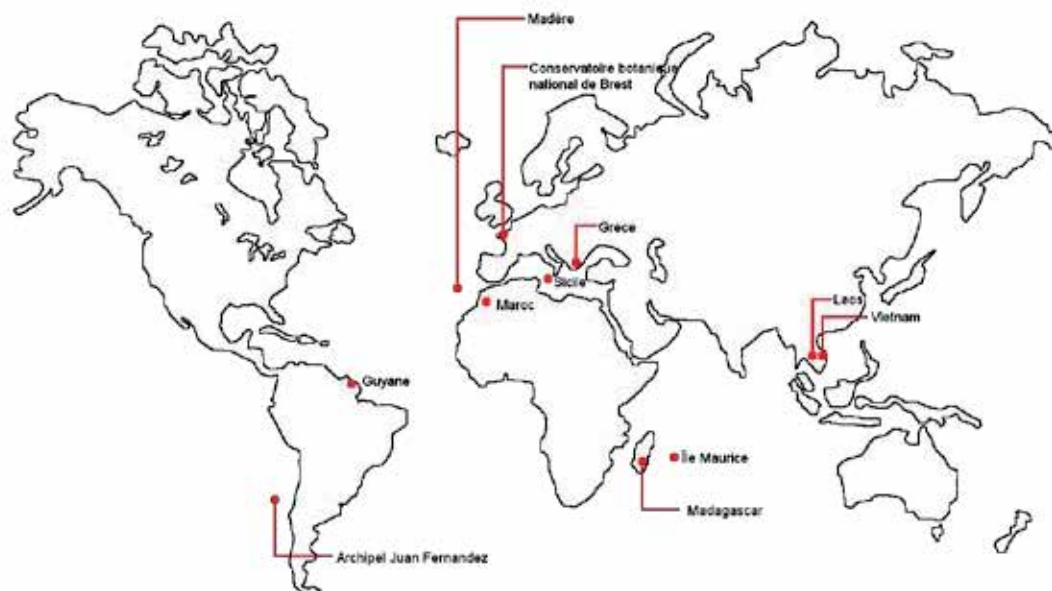 Madère
Conservatoire botanique
national de Brest
Grece
Sicile
Maroc
Laos
Vietnam
Guyane
Île Maurice
Madagascar
Archipel Juan Fernandez